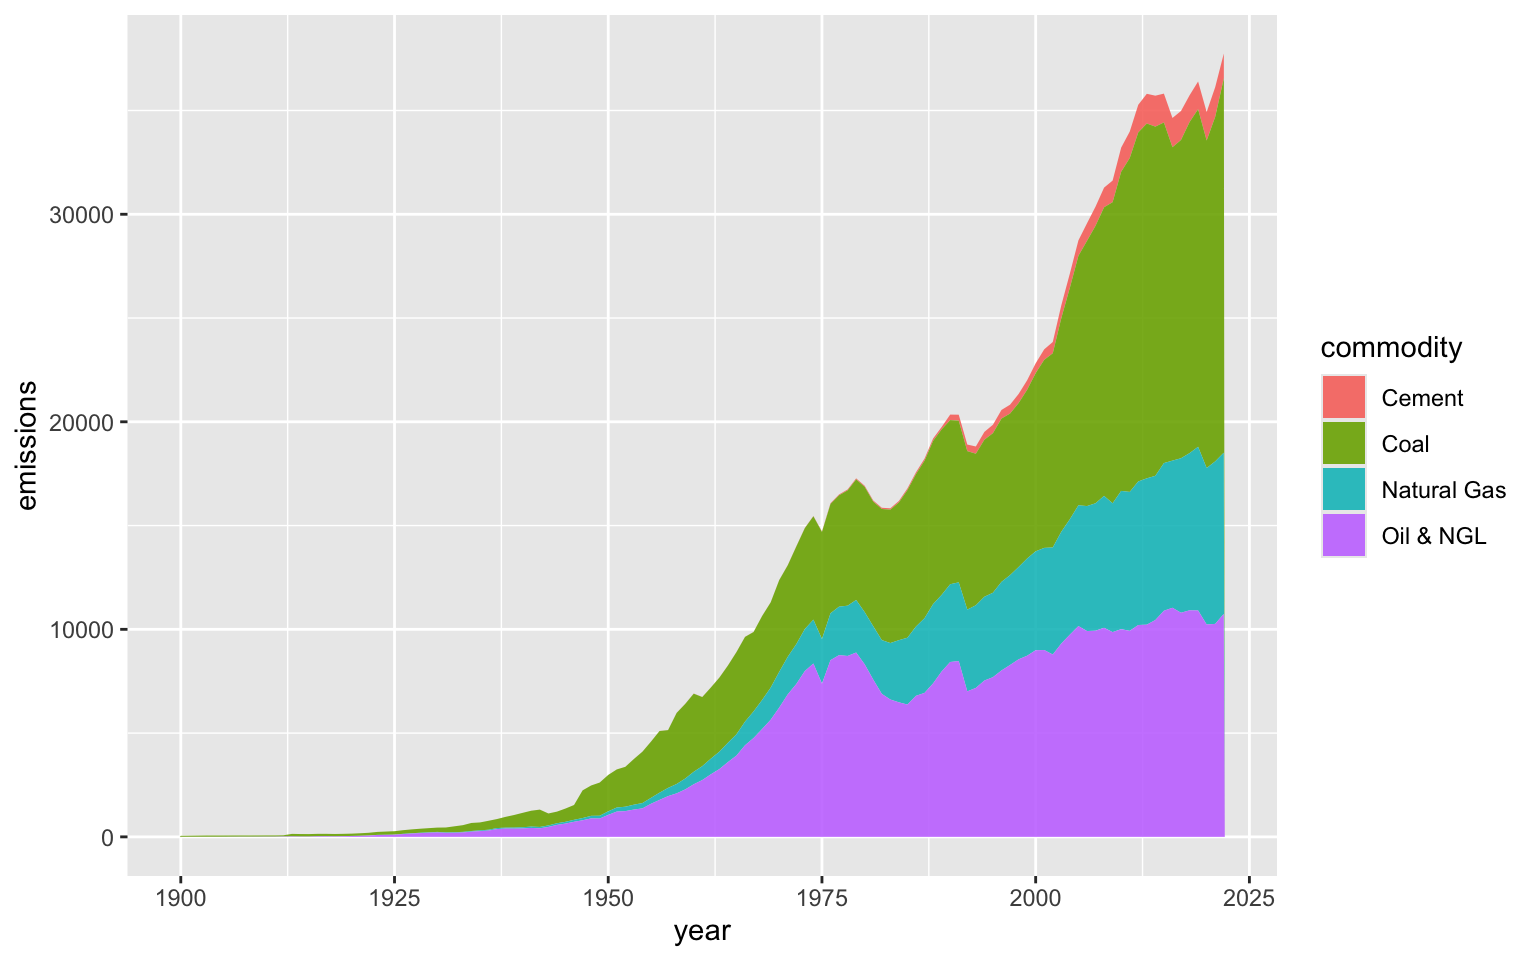 emissions
30000
20000
10000
0
1900 1925 1950 1975 2000 2025
year
commodity
Cement
Coal
Natural Gas
Oil & NGL